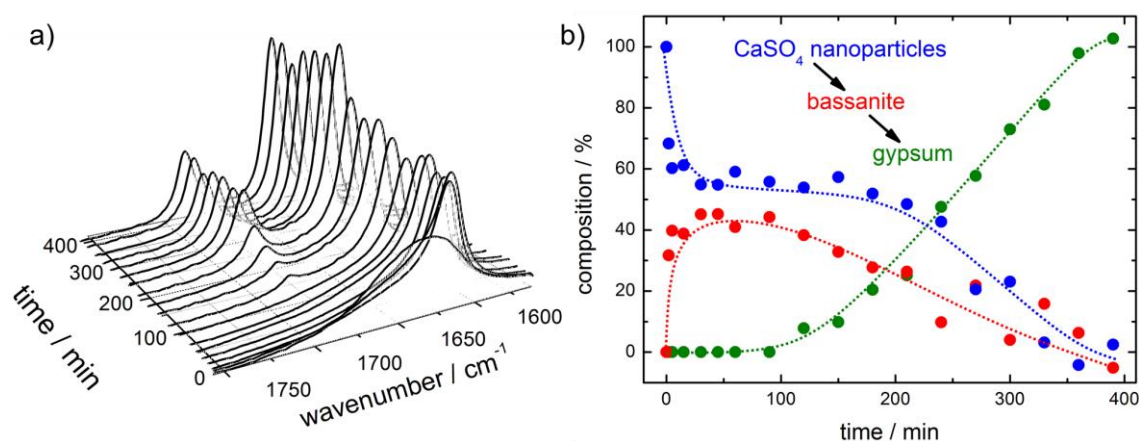 a)
400
300
200
100
0
time / min
1750
1700
1650
1600
wavenumber / cm⁻¹
b)
100
80
60
40
20
0
composition / %
CaSO₄ nanoparticles
bassanite
gypsum
0
100
200
300
400
time / min